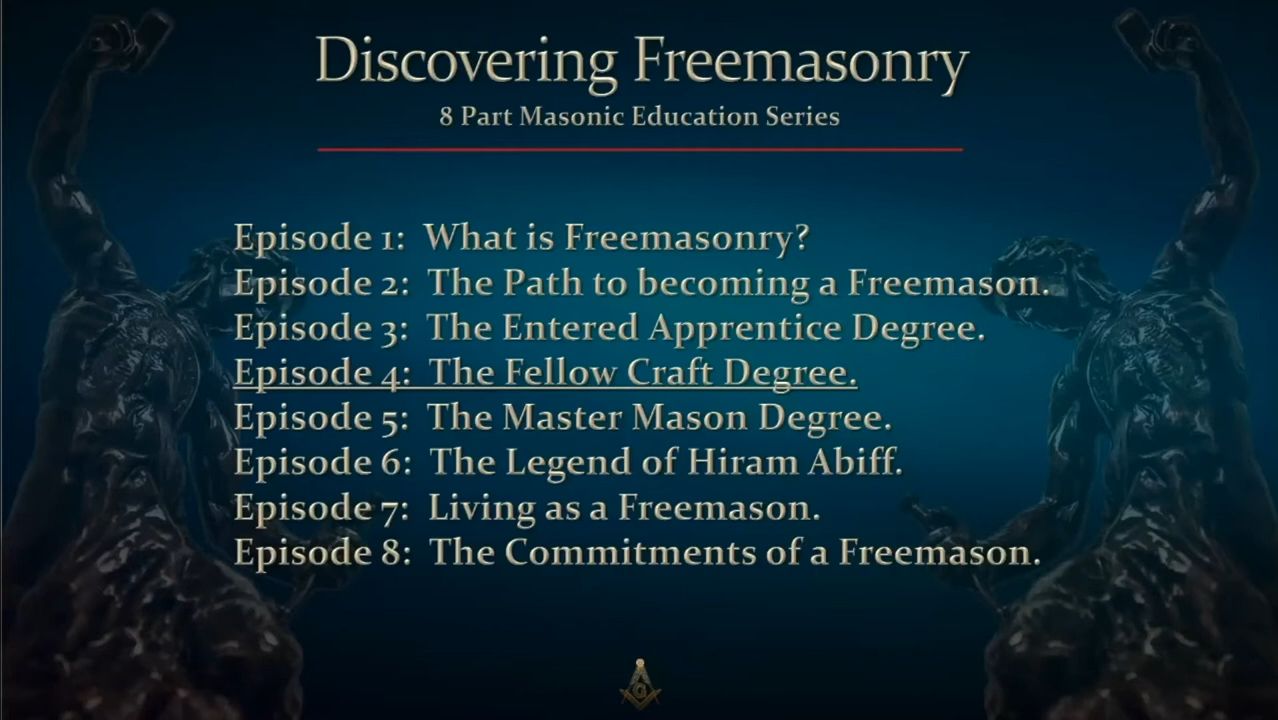 Discovering Freemasonry
8 Part Masonic Education Series
Episode 1: What is Freemasonry?
Episode 2: The Path to becoming a Freemason.
Episode 3: The Entered Apprentice Degree.
Episode 4: The Fellow Craft Degree.
Episode 5: The Master Mason Degree.
Episode 6: The Legend of Hiram Abiff.
Episode 7: Living as a Freemason.
Episode 8: The Commitments of a Freemason.
G